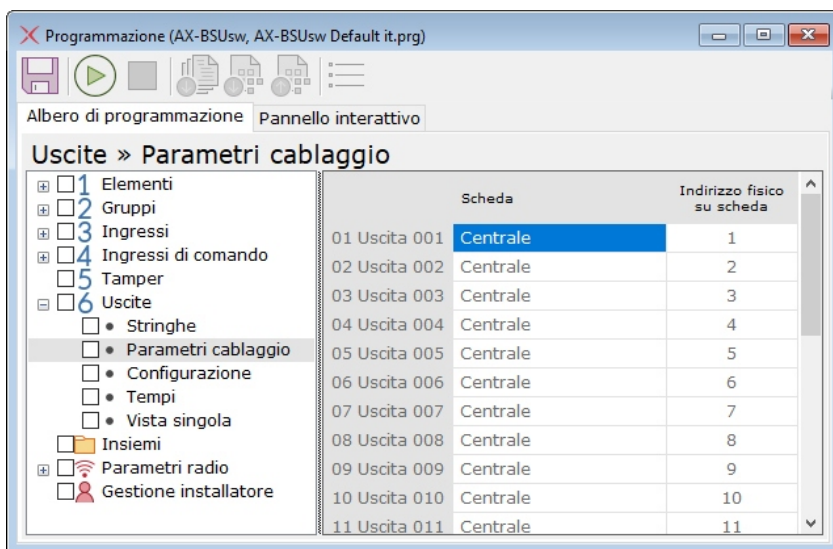 Programmazione (AX-BSUsw, AX-BSUsw Default it.prg)
Albero di programmazione Pannello interattivo
Uscite » Parametri cablaggio
1 Elementi
2 Gruppi
3 Ingressi
4 Ingressi di comando
5 Tamper
6 Uscite
• Stringhe
• Parametri cablaggio
• Configurazione
• Tempi
• Vista singola
Insiemi
Parametri radio
Gestione installatore
Scheda Indirizzo fisico
su scheda
01 Uscita 001 Centrale 1
02 Uscita 002 Centrale 2
03 Uscita 003 Centrale 3
04 Uscita 004 Centrale 4
05 Uscita 005 Centrale 5
06 Uscita 006 Centrale 6
07 Uscita 007 Centrale 7
08 Uscita 008 Centrale 8
09 Uscita 009 Centrale 9
10 Uscita 010 Centrale 10
11 Uscita 011 Centrale 11